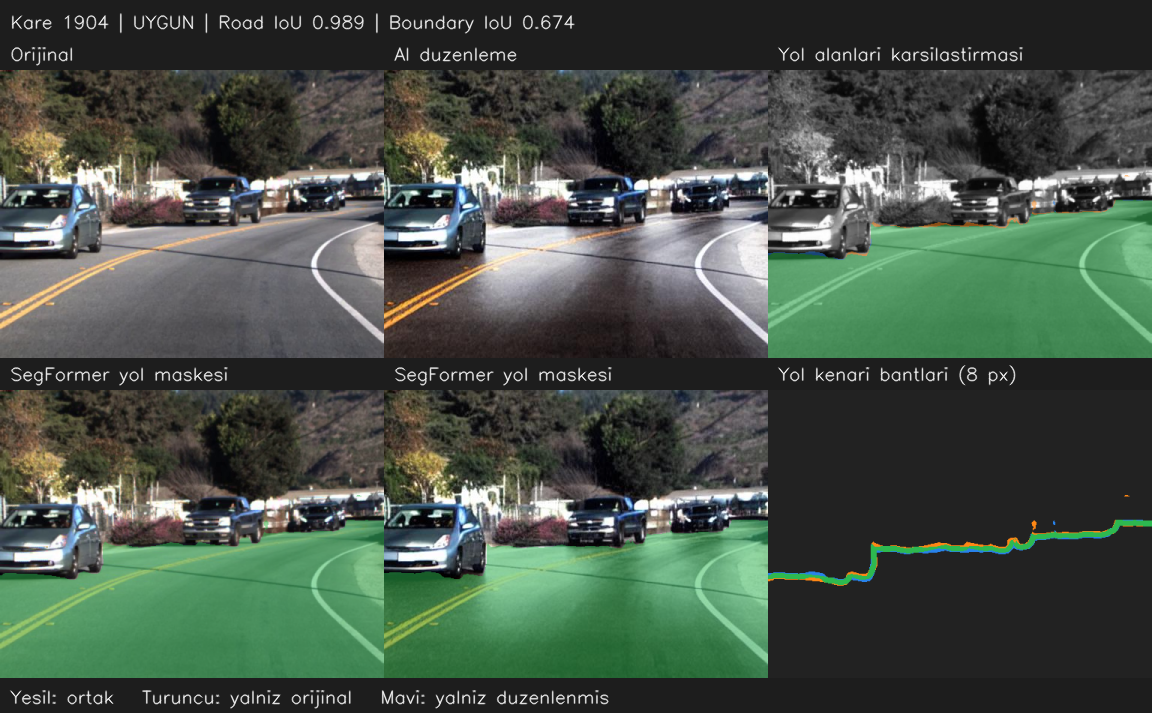 Kare 1904 | UYGUN | Road IoU 0.989 | Boundary IoU 0.674
Orijinal
AI duzenleme
Yol alanlari karsilastirmasi
SegFormer yol maskesi
SegFormer yol maskesi
Yol kenari bantlari (8 px)
Yesil: ortak
Turuncu: yalniz orijinal
Mavi: yalniz duzenlenmis